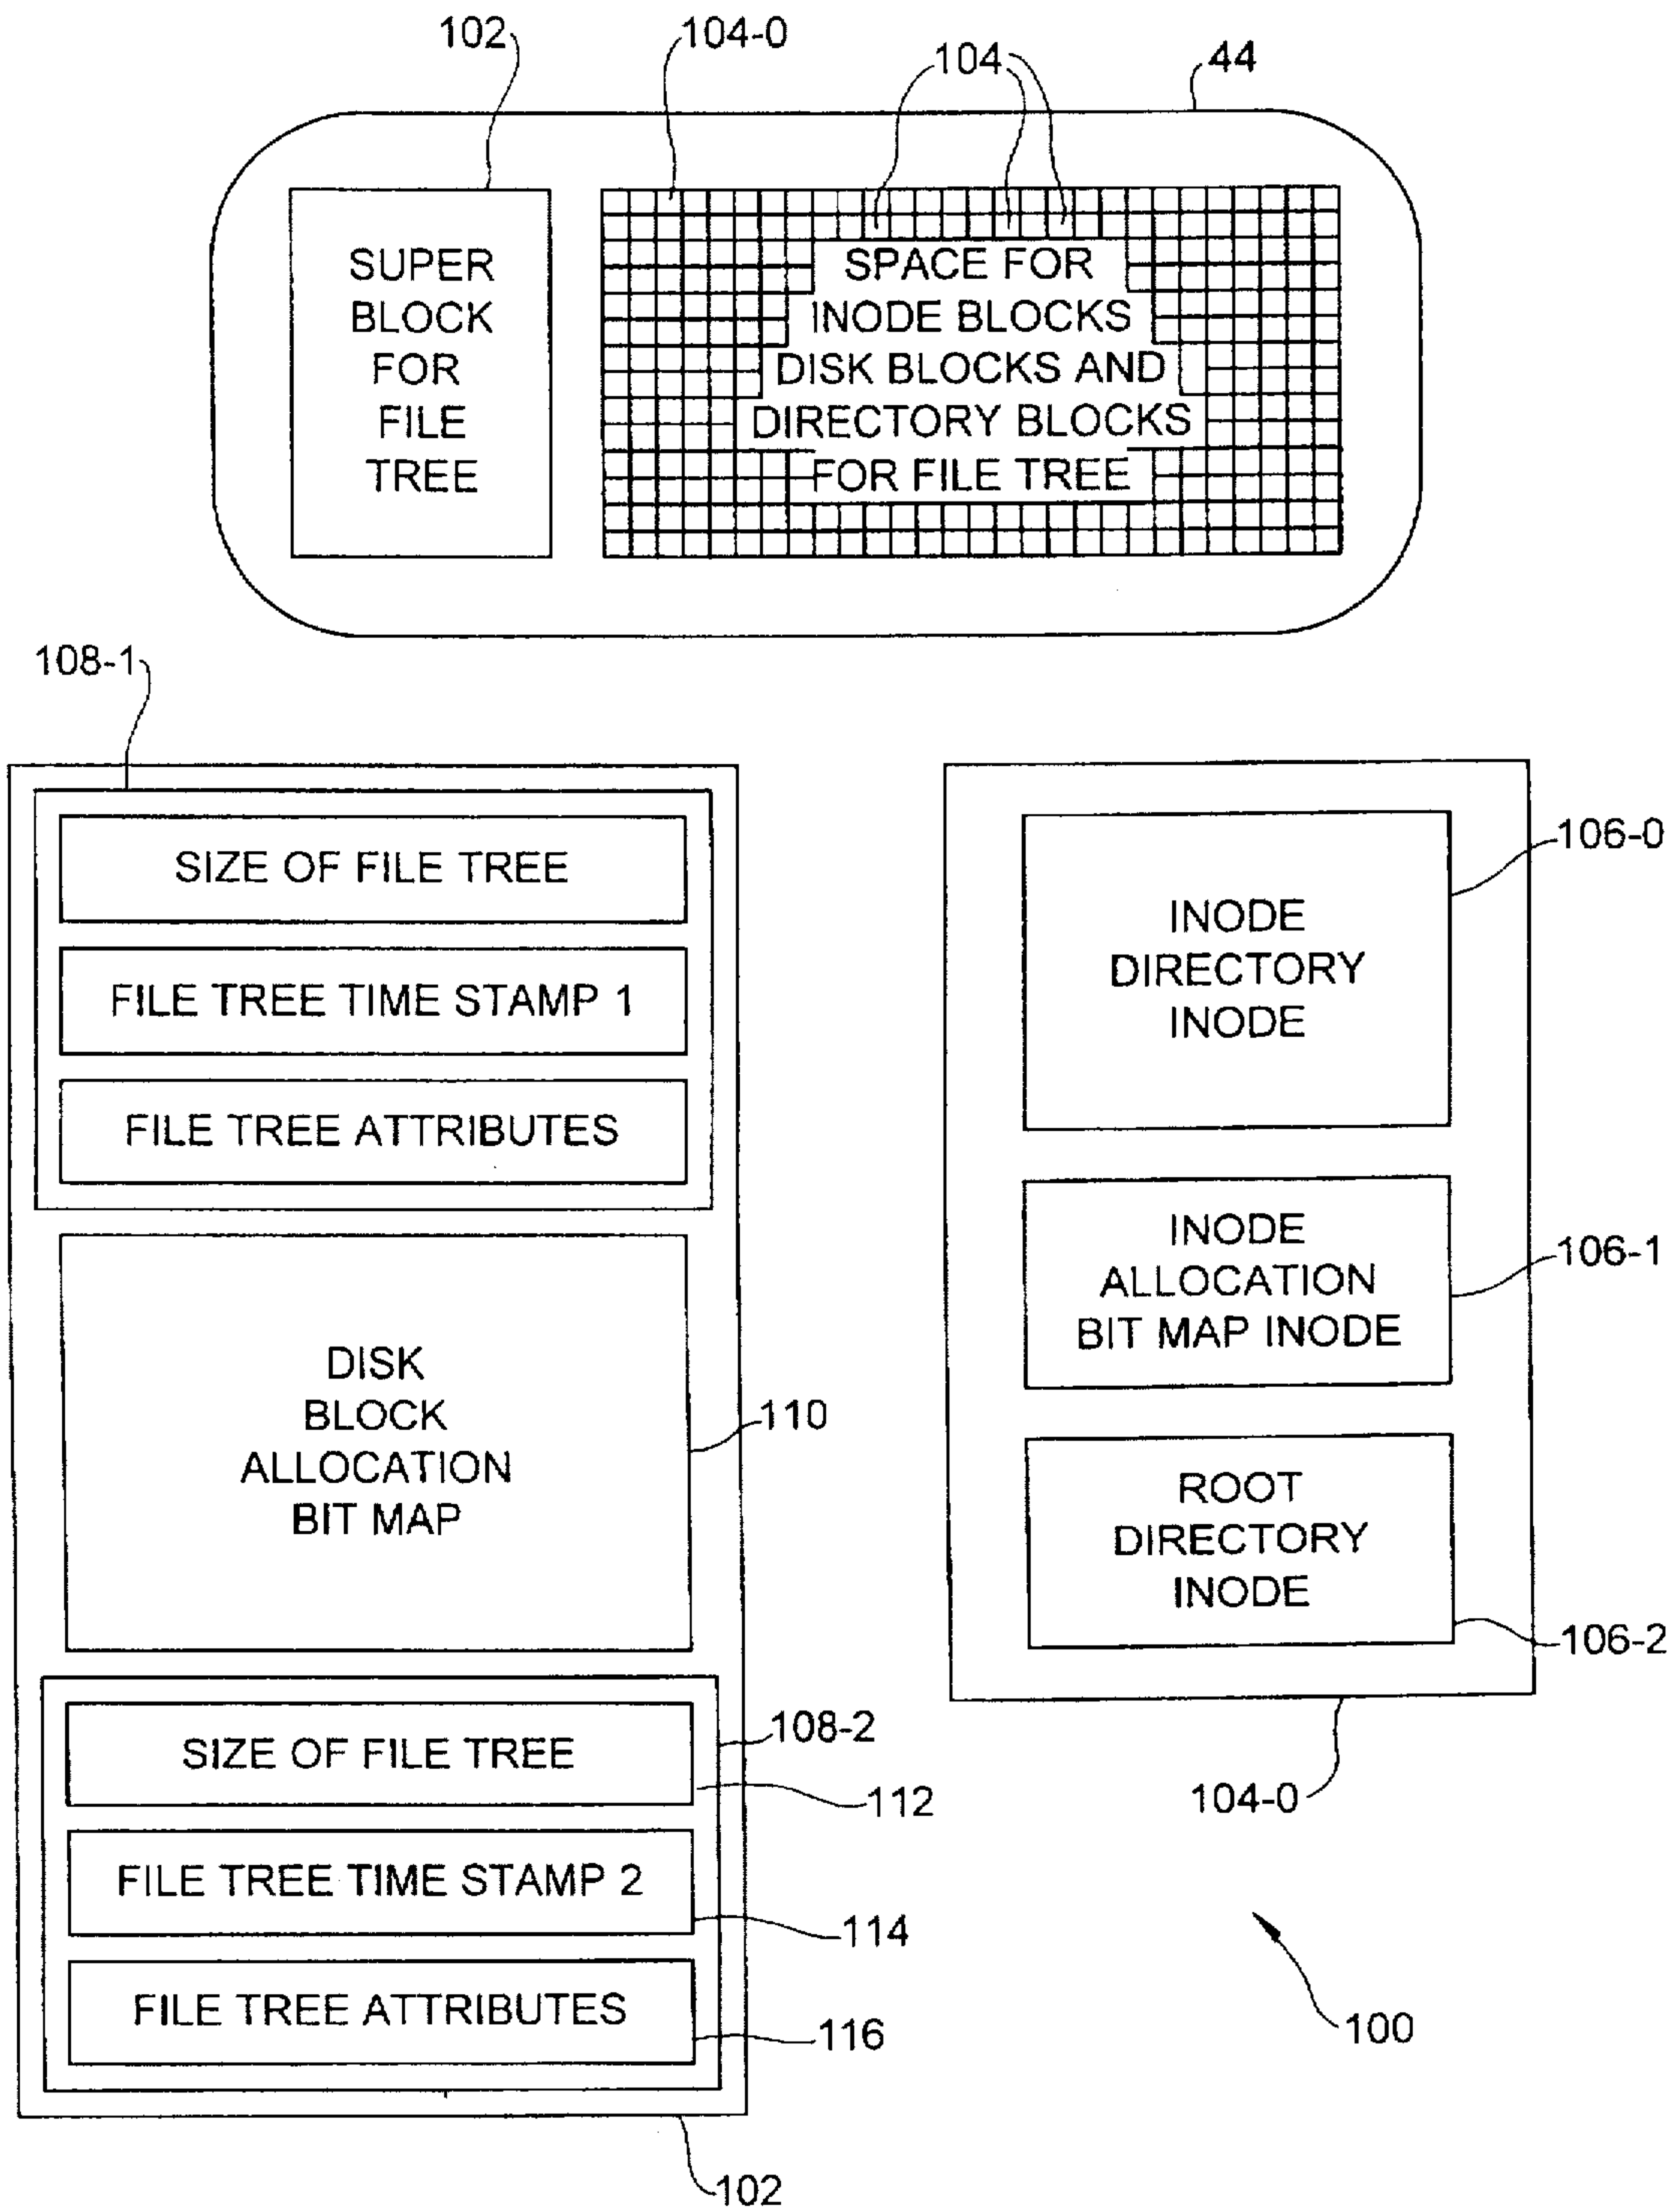 102
104-0
104
44
SUPER
BLOCK
FOR
FILE
TREE
SPACE FOR
INODE BLOCKS
DISK BLOCKS AND
DIRECTORY BLOCKS
FOR FILE TREE
108-1
SIZE OF FILE TREE
FILE TREE TIME STAMP 1
FILE TREE ATTRIBUTES
DISK
BLOCK
ALLOCATION
BIT MAP
110
SIZE OF FILE TREE
108-2
112
FILE TREE TIME STAMP 2
114
FILE TREE ATTRIBUTES
116
102
INODE
DIRECTORY
INODE
106-0
INODE
ALLOCATION
BIT MAP INODE
106-1
ROOT
DIRECTORY
INODE
106-2
104-0
100